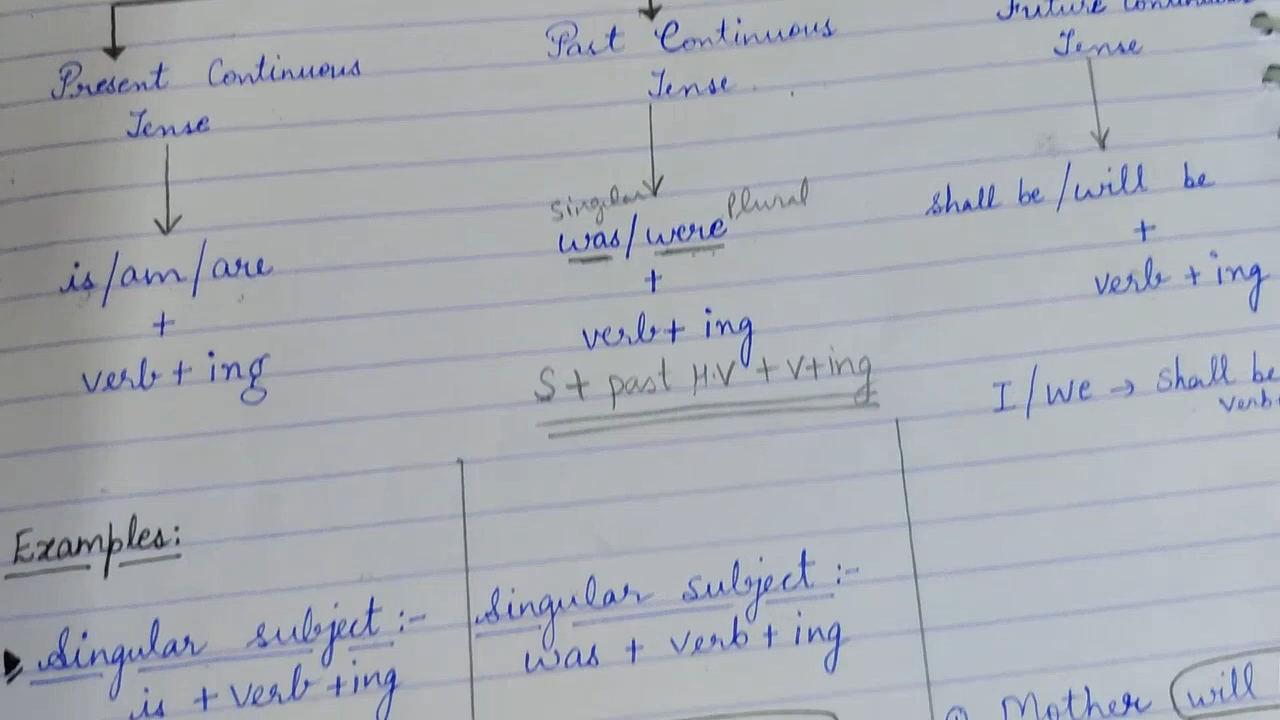 Present Continuous
Tense
is/am/are
+
verb + ing
Past Continuous
Tense
Singular Plural
was/were
+
verb + ing
S + past H.V + V+ing
Future
Tense
shall be/will be
+
verb + ing
I/We → shall be
verb
Examples:
Singular subject :-
is + verb + ing
Singular subject :-
was + verb + ing
Mother will